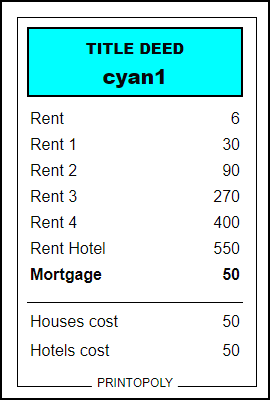 TITLE DEED
cyan1
Rent 6
Rent 1 30
Rent 2 90
Rent 3 270
Rent 4 400
Rent Hotel 550
Mortgage 50
Houses cost 50
Hotels cost 50
PRINTOPOLY